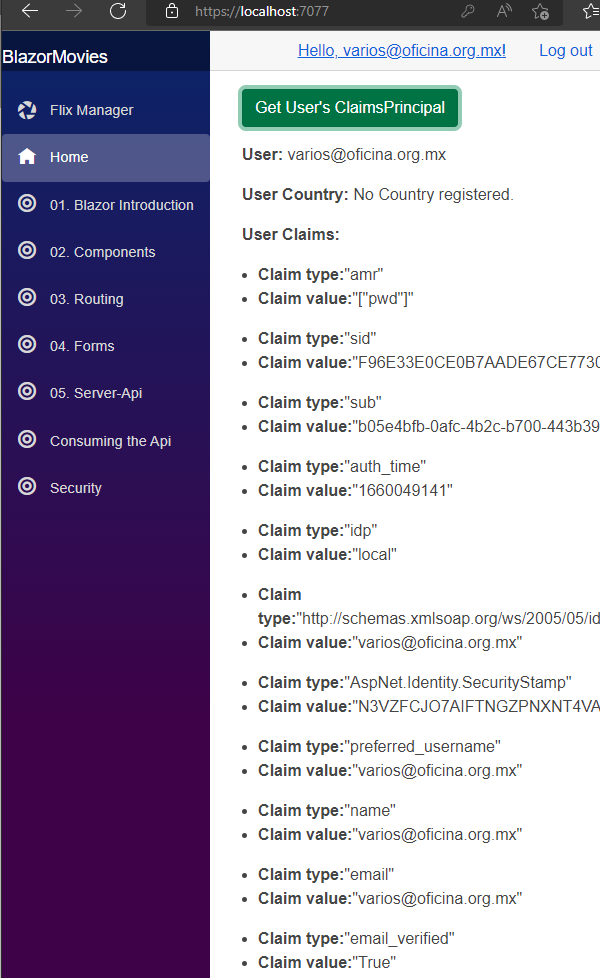 https://localhost:7077
BlazorMovies
Hello, varios@oficina.org.mx!
Log out
Flix Manager
Home
01. Blazor Introduction
02. Components
03. Routing
04. Forms
05. Server-Api
Consuming the Api
Security
Get User's ClaimsPrincipal
User: varios@oficina.org.mx
User Country: No Country registered.
User Claims:
Claim type:"amr"
Claim value:"["pwd"]"
Claim type:"sid"
Claim value:"F96E33E0CE0B7AADE67CE7730
Claim type:"sub"
Claim value:"b05e4bfb-0afc-4b2c-b700-443b39
Claim type:"auth_time"
Claim value:"1660049141"
Claim type:"idp"
Claim value:"local"
Claim
type:"http://schemas.xmlsoap.org/ws/2005/05/id
Claim value:"varios@oficina.org.mx"
Claim type:"AspNet.Identity.SecurityStamp"
Claim value:"N3VZFCJO7AIFTNGZPNXNT4VA
Claim type:"preferred_username"
Claim value:"varios@oficina.org.mx"
Claim type:"name"
Claim value:"varios@oficina.org.mx"
Claim type:"email"
Claim value:"varios@oficina.org.mx"
Claim type:"email_verified"
Claim value:"True"